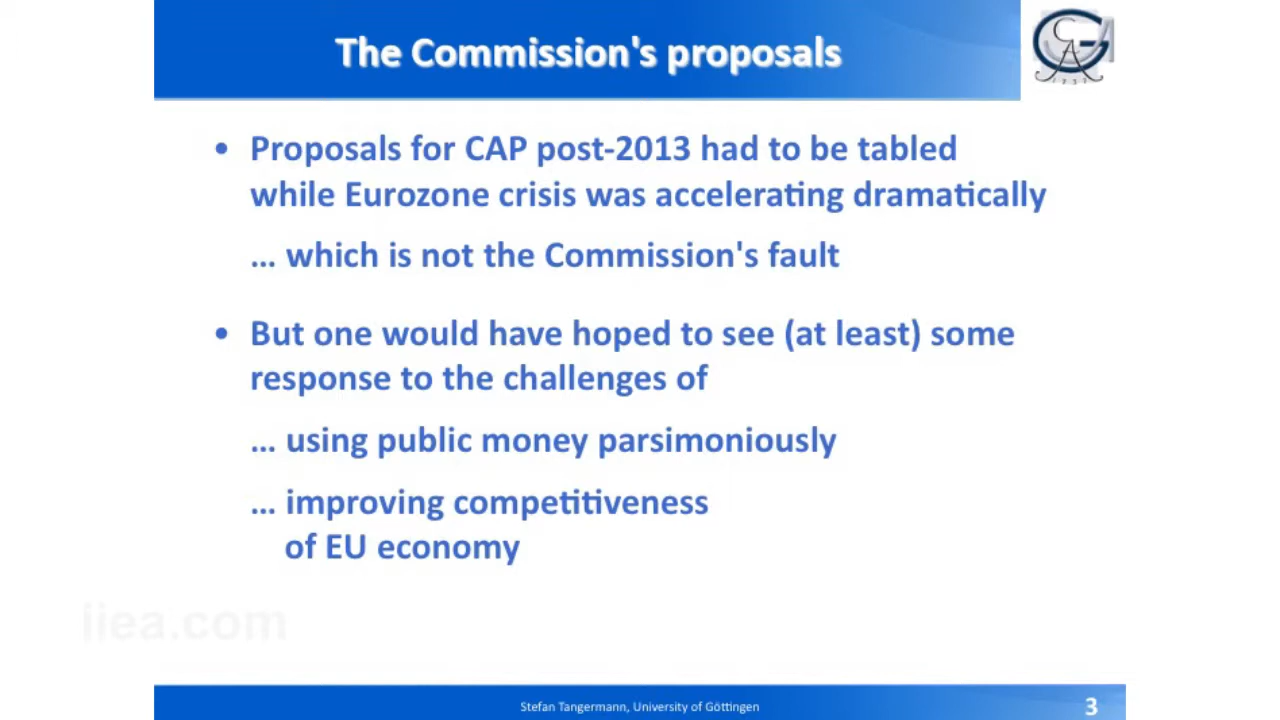 The Commission's proposals
• Proposals for CAP post-2013 had to be tabled
while Eurozone crisis was accelerating dramatically
... which is not the Commission's fault
• But one would have hoped to see (at least) some
response to the challenges of
... using public money parsimoniously
... improving competitiveness
of EU economy
iiea.com
Stefan Tangermann, University of Göttingen
3